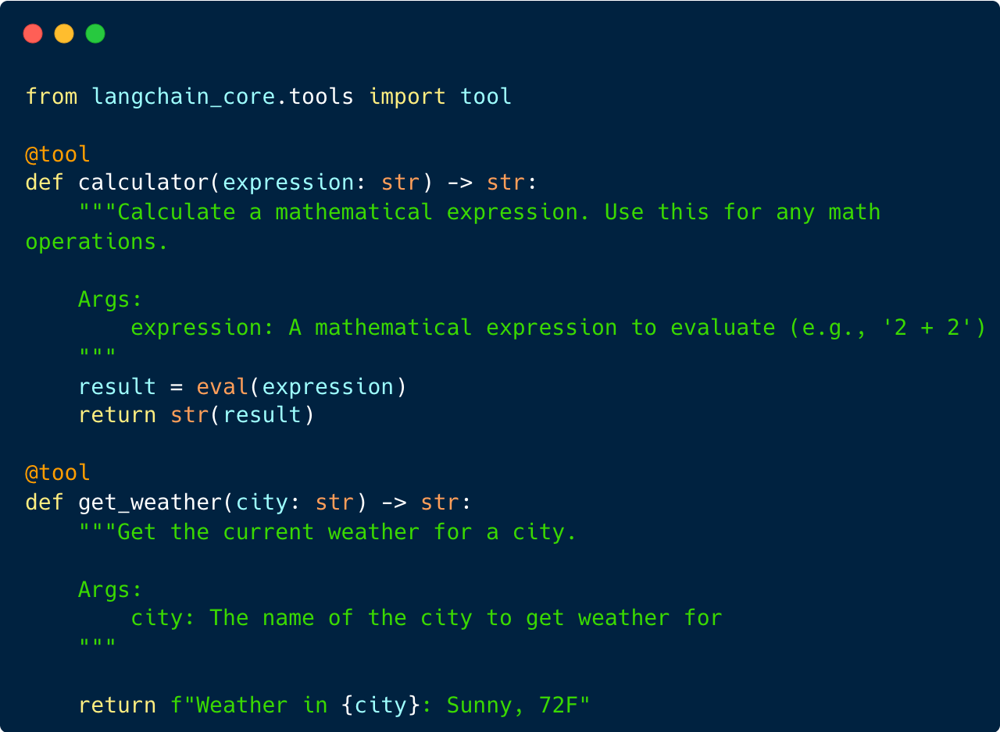 from langchain_core.tools import tool

@tool
def calculator(expression: str) -> str:
    """Calculate a mathematical expression. Use this for any math
operations.

    Args:
        expression: A mathematical expression to evaluate (e.g., '2 + 2')
    """
    result = eval(expression)
    return str(result)

@tool
def get_weather(city: str) -> str:
    """Get the current weather for a city.

    Args:
        city: The name of the city to get weather for
    """

    return f"Weather in {city}: Sunny, 72F"